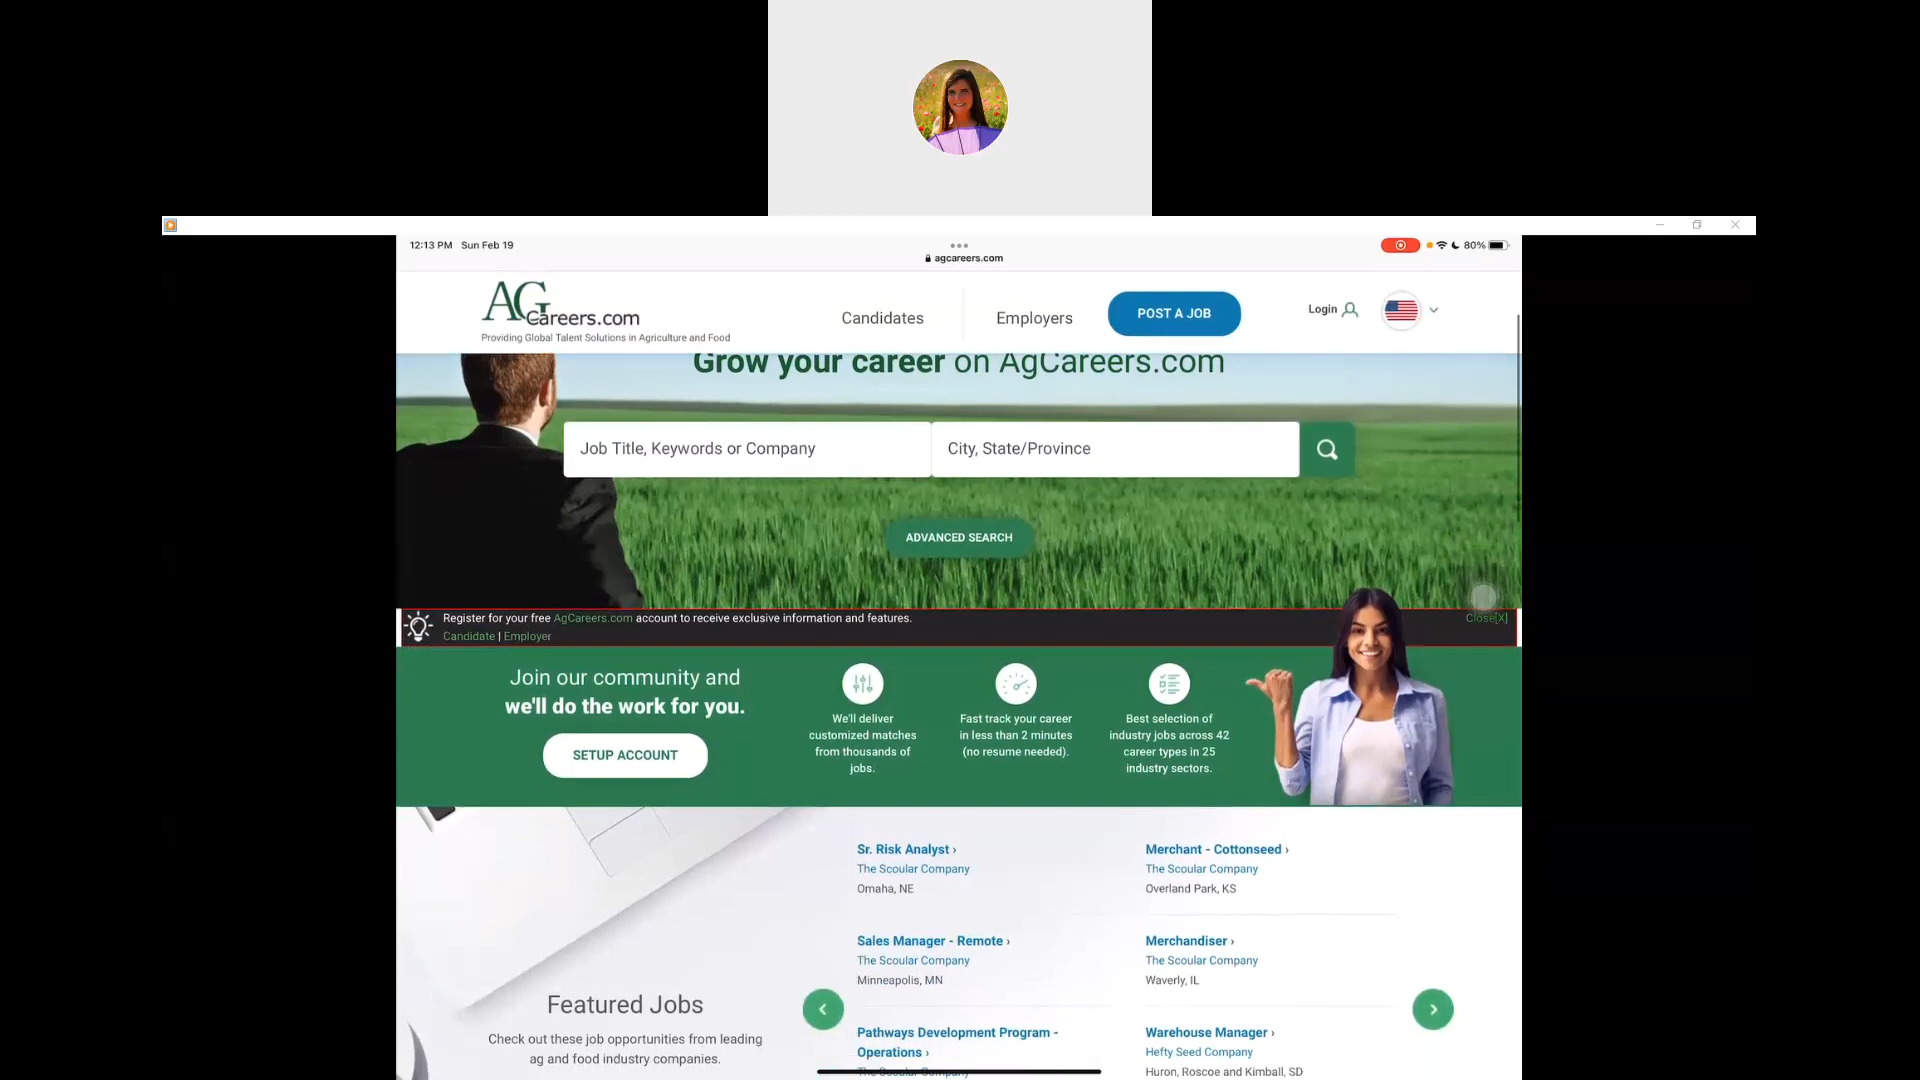 12:13 PM Sun Feb 19
80%
agcareers.com
AGCareers.com
Providing Global Talent Solutions in Agriculture and Food
Candidates
Employers
POST A JOB
Login
Grow your career on AgCareers.com
Job Title, Keywords or Company
City, State/Province
ADVANCED SEARCH
Register for your free AgCareers.com account to receive exclusive information and features.
Close[X]
Candidate | Employer
Join our community and
we'll do the work for you.
SETUP ACCOUNT
We'll deliver
customized matches
from thousands of
jobs.
Fast track your career
in less than 2 minutes
(no resume needed).
Best selection of
industry jobs across 42
career types in 25
industry sectors.
Featured Jobs
Check out these job opportunities from leading
ag and food industry companies.
Sr. Risk Analyst ›
The Scoular Company
Omaha, NE
Merchant - Cottonseed ›
The Scoular Company
Overland Park, KS
Sales Manager - Remote ›
The Scoular Company
Minneapolis, MN
Merchandiser ›
The Scoular Company
Waverly, IL
Pathways Development Program -
Operations ›
The Scoular Company
Warehouse Manager ›
Hefty Seed Company
Huron, Roscoe and Kimball, SD